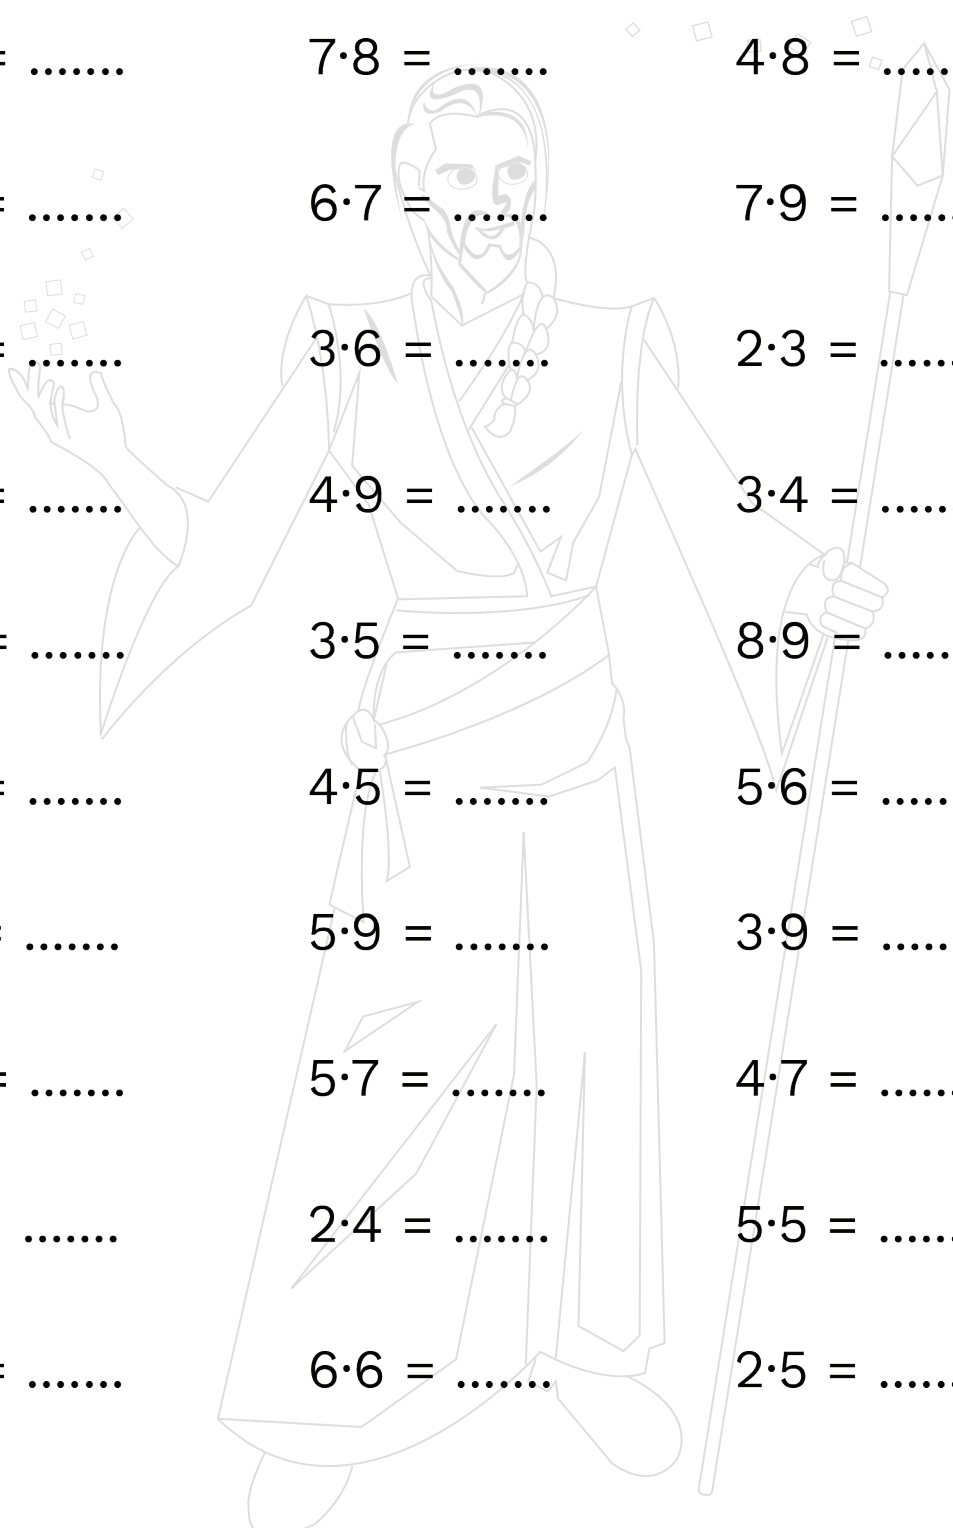 = ....... 7·8 = ....... 4·8 = .....
= ....... 6·7 = ....... 7·9 = ......
= ....... 3·6 = ....... 2·3 = ......
= ....... 4·9 = ....... 3·4 = ......
= ....... 3·5 = ....... 8·9 = .....
= ....... 4·5 = ....... 5·6 = .....
= ....... 5·9 = ....... 3·9 = .....
= ....... 5·7 = ....... 4·7 = ......
....... 2·4 = ....... 5·5 = ......
= ....... 6·6 = ....... 2·5 = ......